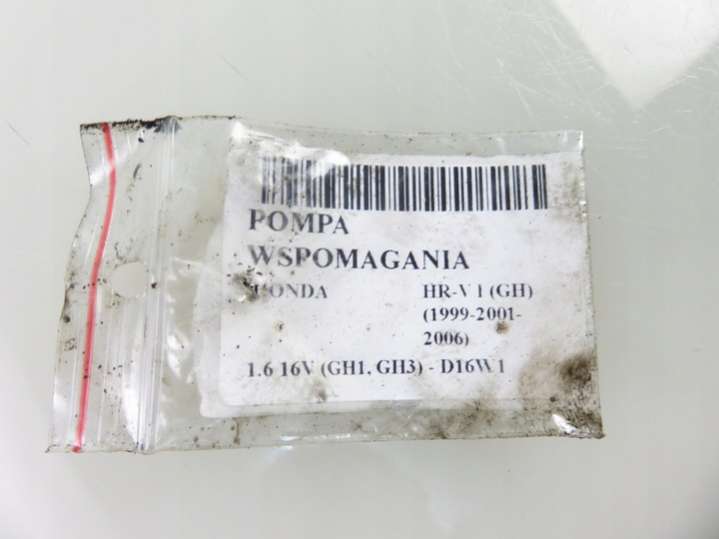 POMPA
WSPOMAGANIA
HONDA HR-V I (GH)
(1999-2001-
2006)
1.6 16V (GH1, GH3) - D16W1